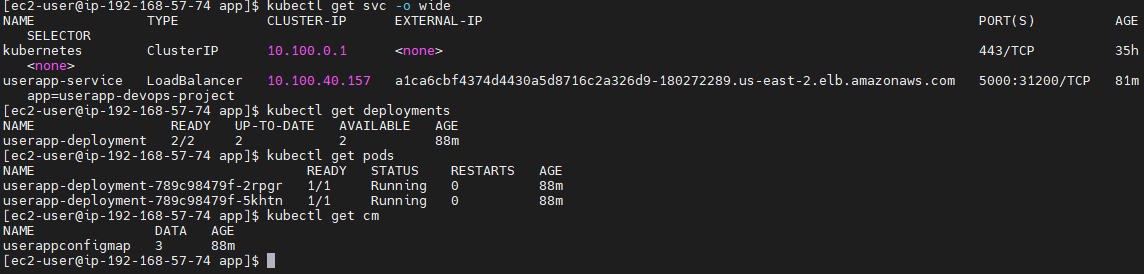 [ec2-user@ip-192-168-57-74 app]$ kubectl get svc -o wide
NAME TYPE CLUSTER-IP EXTERNAL-IP PORT(S) AGE
SELECTOR
kubernetes ClusterIP 10.100.0.1 <none> 443/TCP 35h
<none>
userapp-service LoadBalancer 10.100.40.157 a1ca6cbf4374d4430a5d8716c2a326d9-180272289.us-east-2.elb.amazonaws.com 5000:31200/TCP 81m
app=userapp-devops-project
[ec2-user@ip-192-168-57-74 app]$ kubectl get deployments
NAME READY UP-TO-DATE AVAILABLE AGE
userapp-deployment 2/2 2 2 88m
[ec2-user@ip-192-168-57-74 app]$ kubectl get pods
NAME READY STATUS RESTARTS AGE
userapp-deployment-789c98479f-2rpgr 1/1 Running 0 88m
userapp-deployment-789c98479f-5khtn 1/1 Running 0 88m
[ec2-user@ip-192-168-57-74 app]$ kubectl get cm
NAME DATA AGE
userappconfigmap 3 88m
[ec2-user@ip-192-168-57-74 app]$